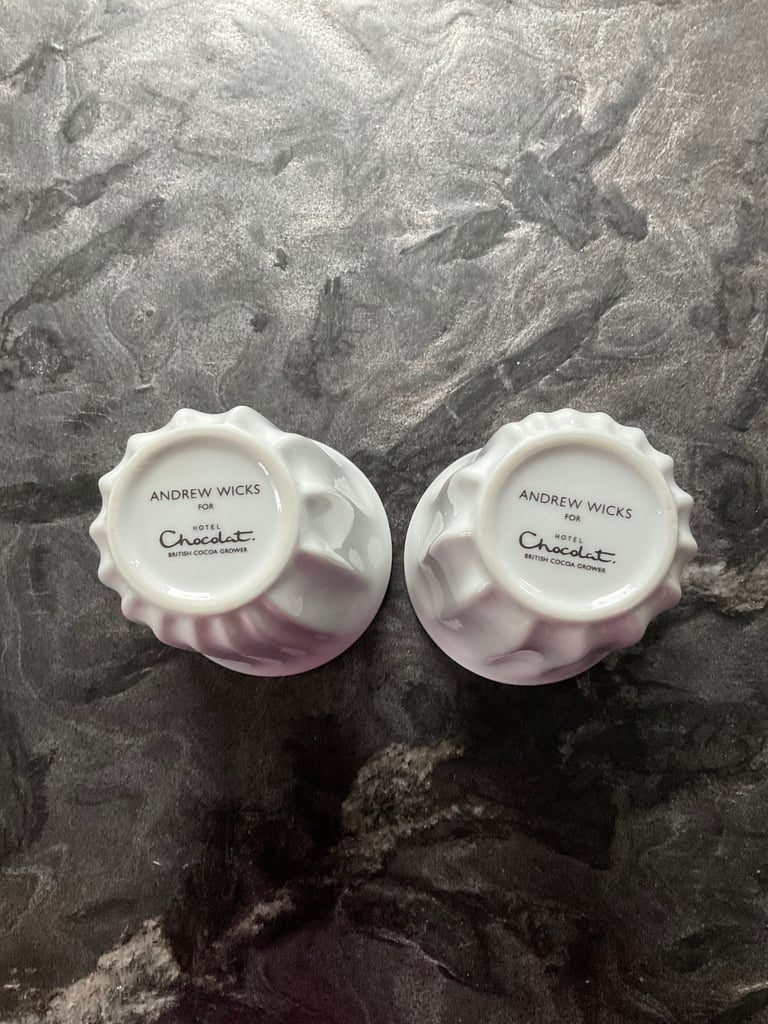 ANDREW WICKS
FOR
HOTEL
Chocolat.
BRITISH COCOA GROWER
ANDREW WICKS
FOR
HOTEL
Chocolat.
BRITISH COCOA GROWER